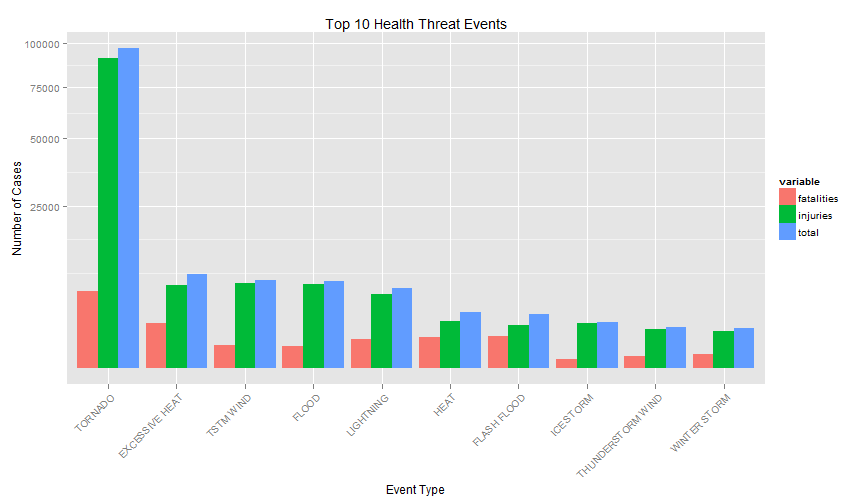 Top 10 Health Threat Events
100000
75000
50000
25000
Number of Cases
TORNADO
EXCESSIVE HEAT
TSTM WIND
FLOOD
LIGHTNING
HEAT
FLASH FLOOD
ICE STORM
THUNDERSTORM WIND
WINTER STORM
Event Type
variable
fatalities
injuries
total